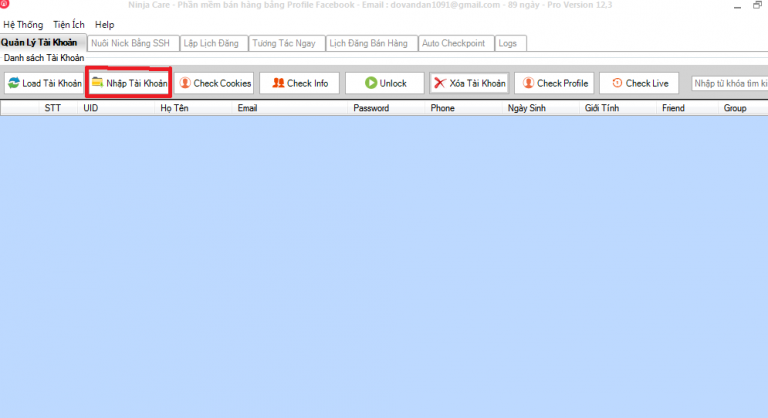 Ninja Care - Phần mềm bán hàng bằng Profile Facebook - Email : dovandan1091@gmail.com - 89 ngày - Pro Version 12,3
Hệ Thống Tiện Ích Help
Quản Lý Tài Khoản Nuôi Nick Bằng SSH Lập Lịch Đăng Tương Tác Ngay Lịch Đăng Bán Hàng Auto Checkpoint Logs
Danh sách Tài Khoản
Load Tài Khoản Nhập Tài Khoản Check Cookies Check Info Unlock Xóa Tài Khoản Check Profile Check Live Nhập từ khóa tìm ki
STT UID Họ Tên Email Password Phone Ngày Sinh Giới Tính Friend Group